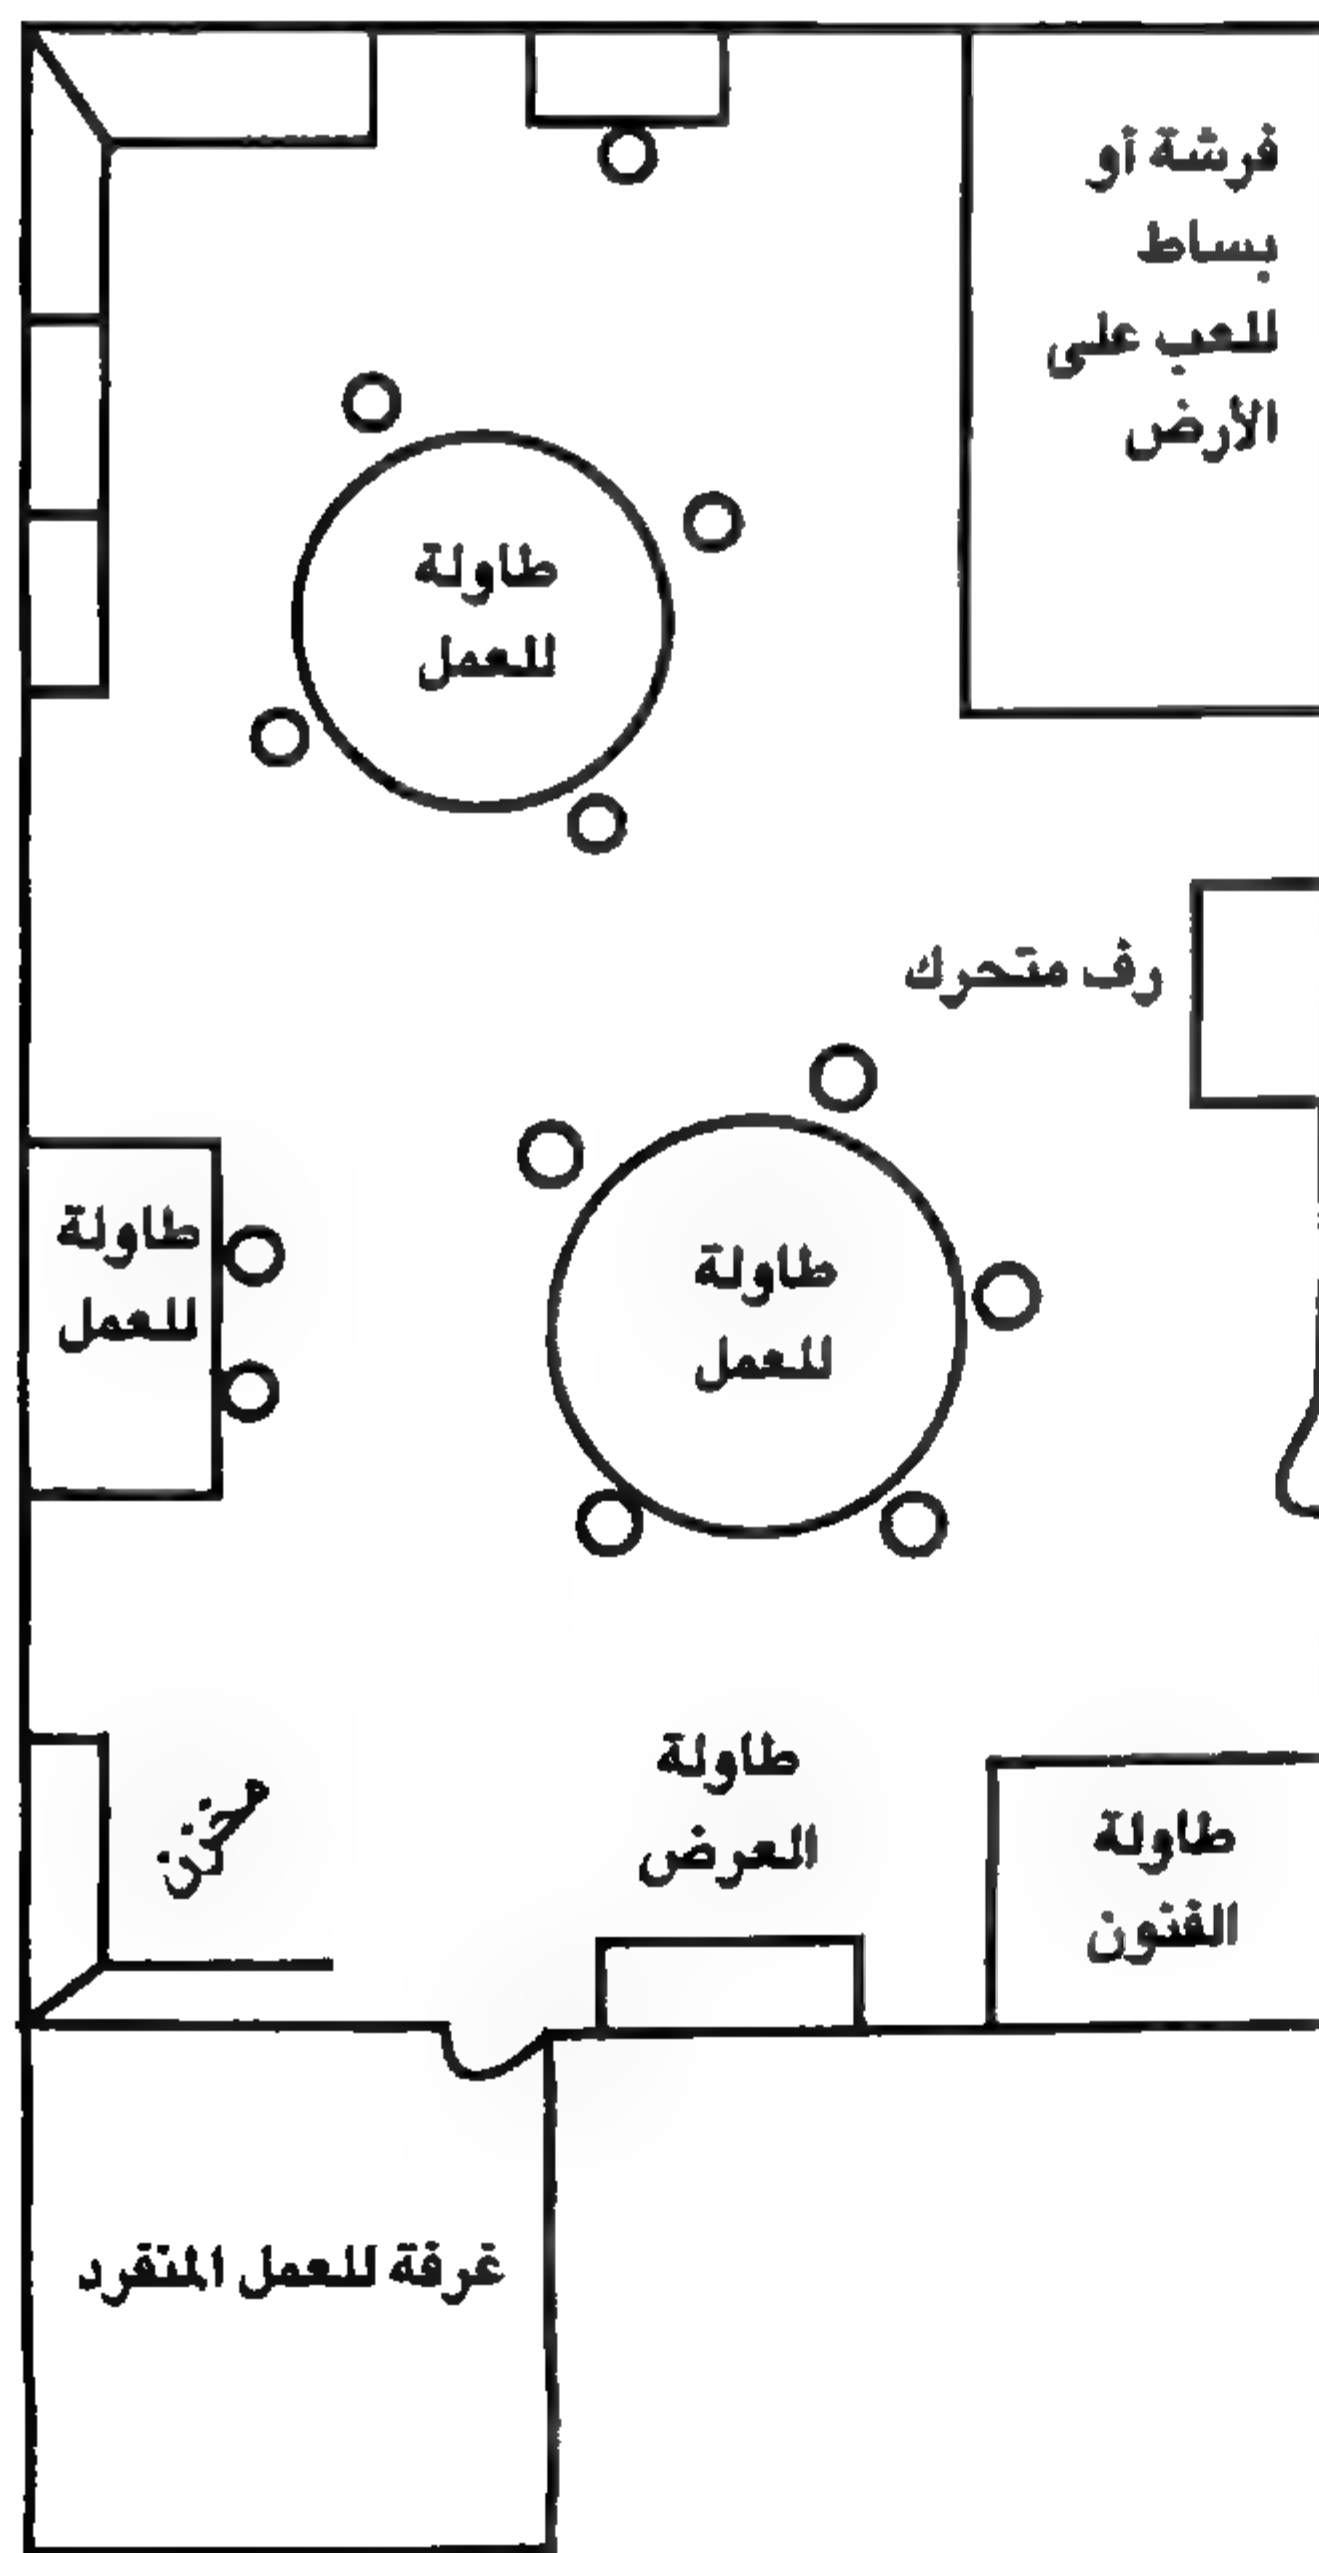 فرشة أو
بساط
للعب على
الأرض
طاولة
للعمل
رف متحرك
طاولة
للعمل
طاولة
للعمل
طاولة
العرض
طاولة
الفنون
مخزن
غرفة للعمل المنفرد